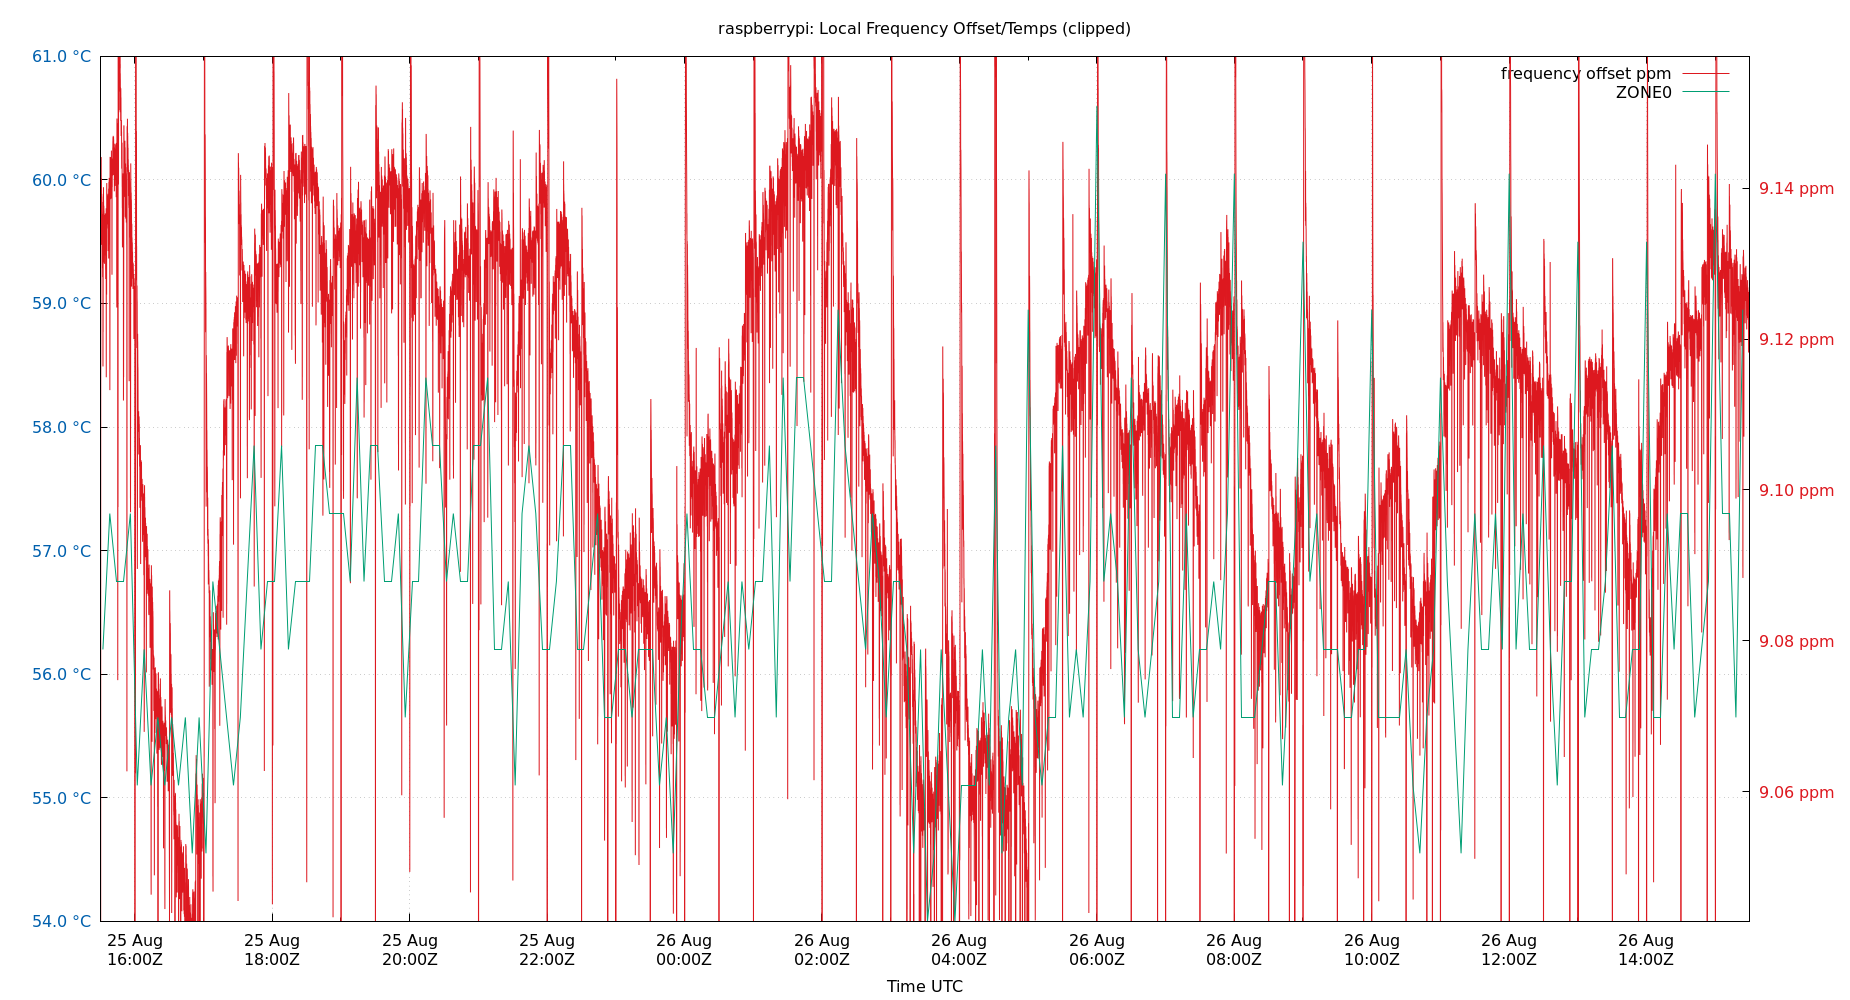 raspberrypi: Local Frequency Offset/Temps (clipped)
61.0 °C
60.0 °C
59.0 °C
58.0 °C
57.0 °C
56.0 °C
55.0 °C
54.0 °C
frequency offset ppm
ZONE0
9.14 ppm
9.12 ppm
9.10 ppm
9.08 ppm
9.06 ppm
25 Aug 25 Aug 25 Aug 25 Aug 26 Aug 26 Aug 26 Aug 26 Aug 26 Aug 26 Aug 26 Aug 26 Aug
16:00Z 18:00Z 20:00Z 22:00Z 00:00Z 02:00Z 04:00Z 06:00Z 08:00Z 10:00Z 12:00Z 14:00Z
Time UTC